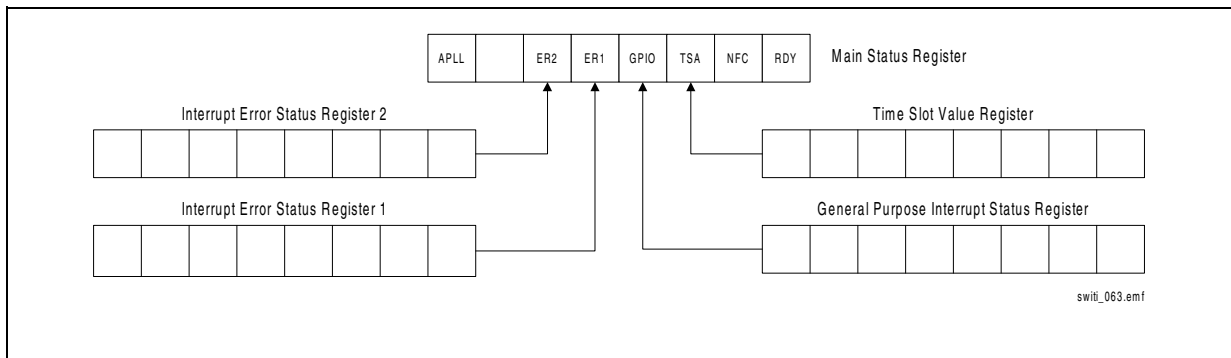 APLL ER2 ER1 GPIO TSA NFC RDY Main Status Register
Interrupt Error Status Register 2
Time Slot Value Register
Interrupt Error Status Register 1
General Purpose Interrupt Status Register
switi_063.emf